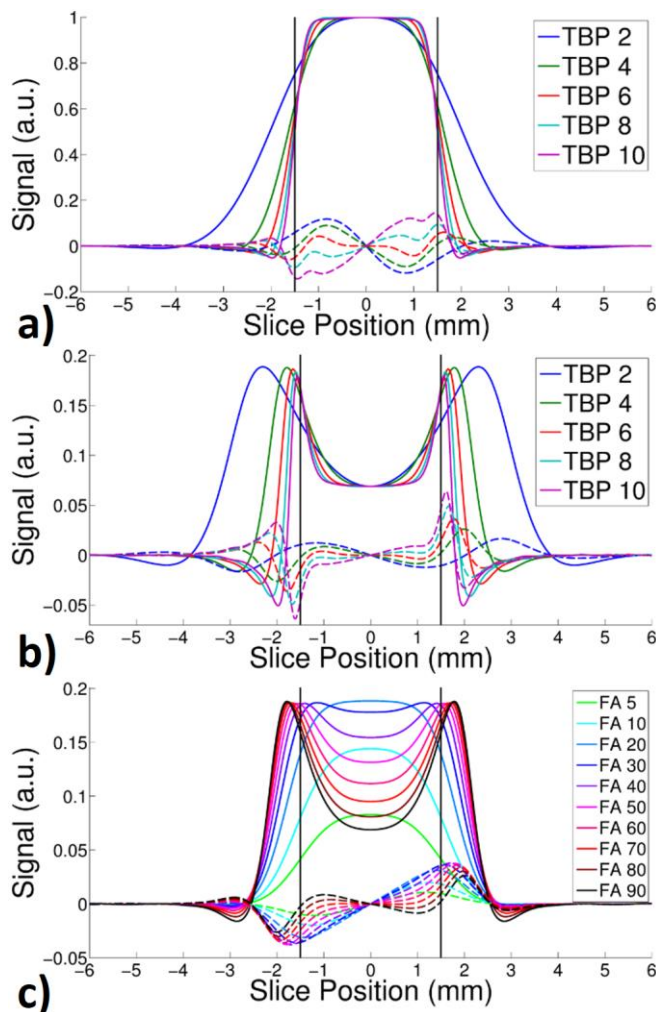 1
TBP 2
TBP 4
TBP 6
TBP 8
TBP 10
0.8
0.6
0.4
0.2
0
−0.2
Signal (a.u.)
−6 −5 −4 −3 −2 −1 0 1 2 3 4 5 6
Slice Position (mm)
a)
0.2
TBP 2
TBP 4
TBP 6
TBP 8
TBP 10
0.15
0.1
0.05
0
−0.05
Signal (a.u.)
−6 −5 −4 −3 −2 −1 0 1 2 3 4 5 6
Slice Position (mm)
b)
0.2
FA 5
FA 10
FA 20
FA 30
FA 40
FA 50
FA 60
FA 70
FA 80
FA 90
0.15
0.1
0.05
0
−0.05
Signal (a.u.)
−6 −5 −4 −3 −2 −1 0 1 2 3 4 5 6
Slice Position (mm)
c)